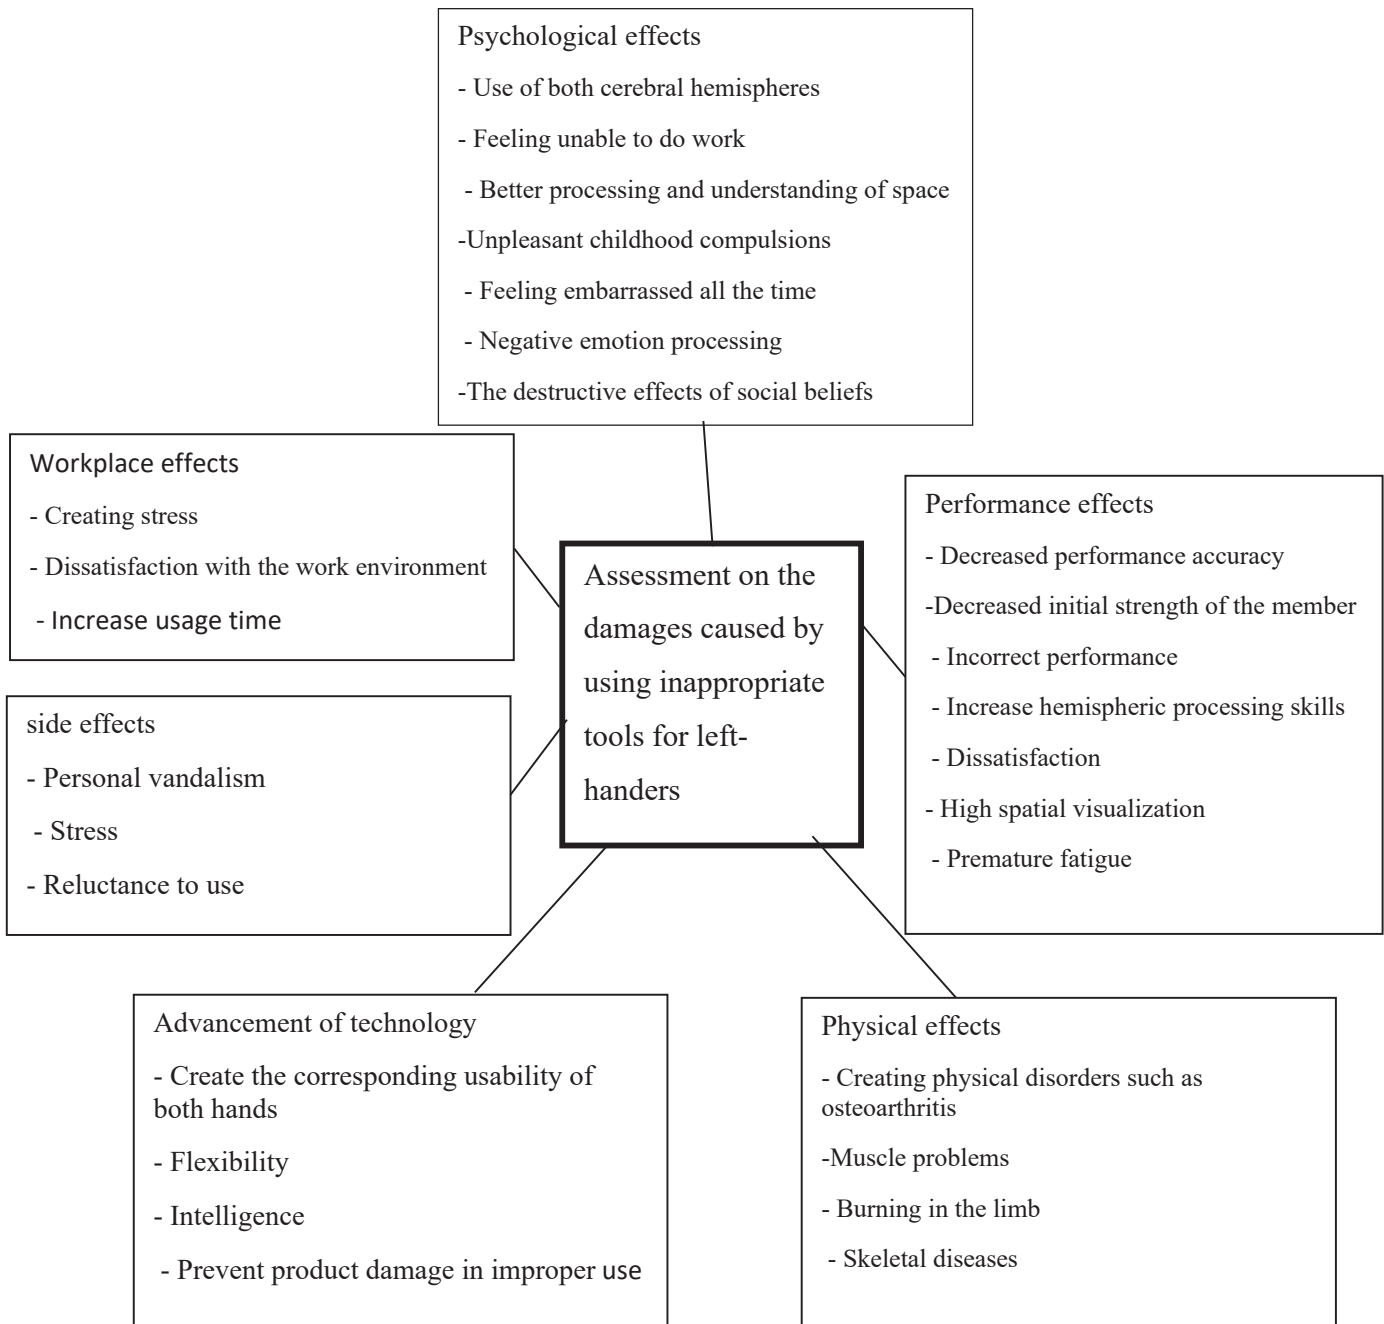 Psychological effects
- Use of both cerebral hemispheres
- Feeling unable to do work
- Better processing and understanding of space
-Unpleasant childhood compulsions
- Feeling embarrassed all the time
- Negative emotion processing
-The destructive effects of social beliefs
Workplace effects
- Creating stress
- Dissatisfaction with the work environment
- Increase usage time
Assessment on the
damages caused by
using inappropriate
tools for left-
handers
Performance effects
- Decreased performance accuracy
-Decreased initial strength of the member
- Incorrect performance
- Increase hemispheric processing skills
- Dissatisfaction
- High spatial visualization
- Premature fatigue
side effects
- Personal vandalism
- Stress
- Reluctance to use
Advancement of technology
- Create the corresponding usability of
both hands
- Flexibility
- Intelligence
- Prevent product damage in improper use
Physical effects
- Creating physical disorders such as
osteoarthritis
-Muscle problems
- Burning in the limb
- Skeletal diseases